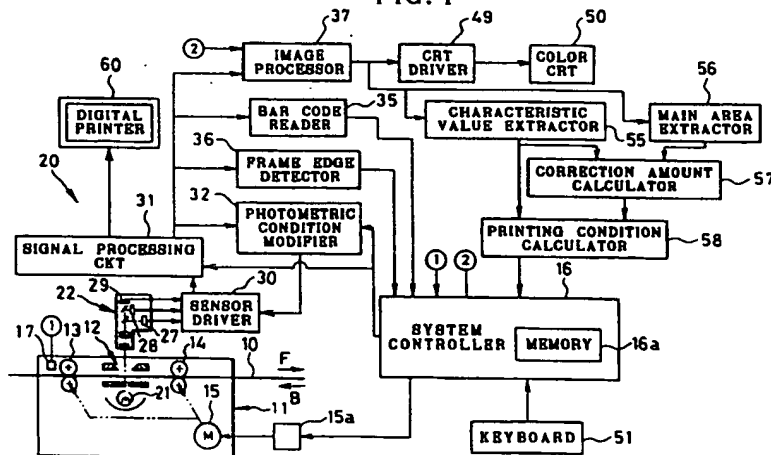 FIG. 1
37
49
50
2
IMAGE
PROCESSOR
CRT
DRIVER
COLOR
CRT
60
35
56
DIGITAL
PRINTER
BAR CODE
READER
CHARACTERISTIC
VALUE EXTRACTOR
55
MAIN AREA
EXTRACTOR
36
20
FRAME EDGE
DETECTOR
CORRECTION AMOUNT
CALCULATOR
57
32
31
PHOTOMETRIC
CONDITION
MODIFIER
PRINTING CONDITION
CALCULATOR
58
SIGNAL PROCESSING
CKT
30
1
2
16
29
22
SENSOR
DRIVER
28
27
SYSTEM
CONTROLLER
MEMORY
16a
1
17
13
12
14
10
F
B
21
15
11
M
15a
KEYBOARD
51